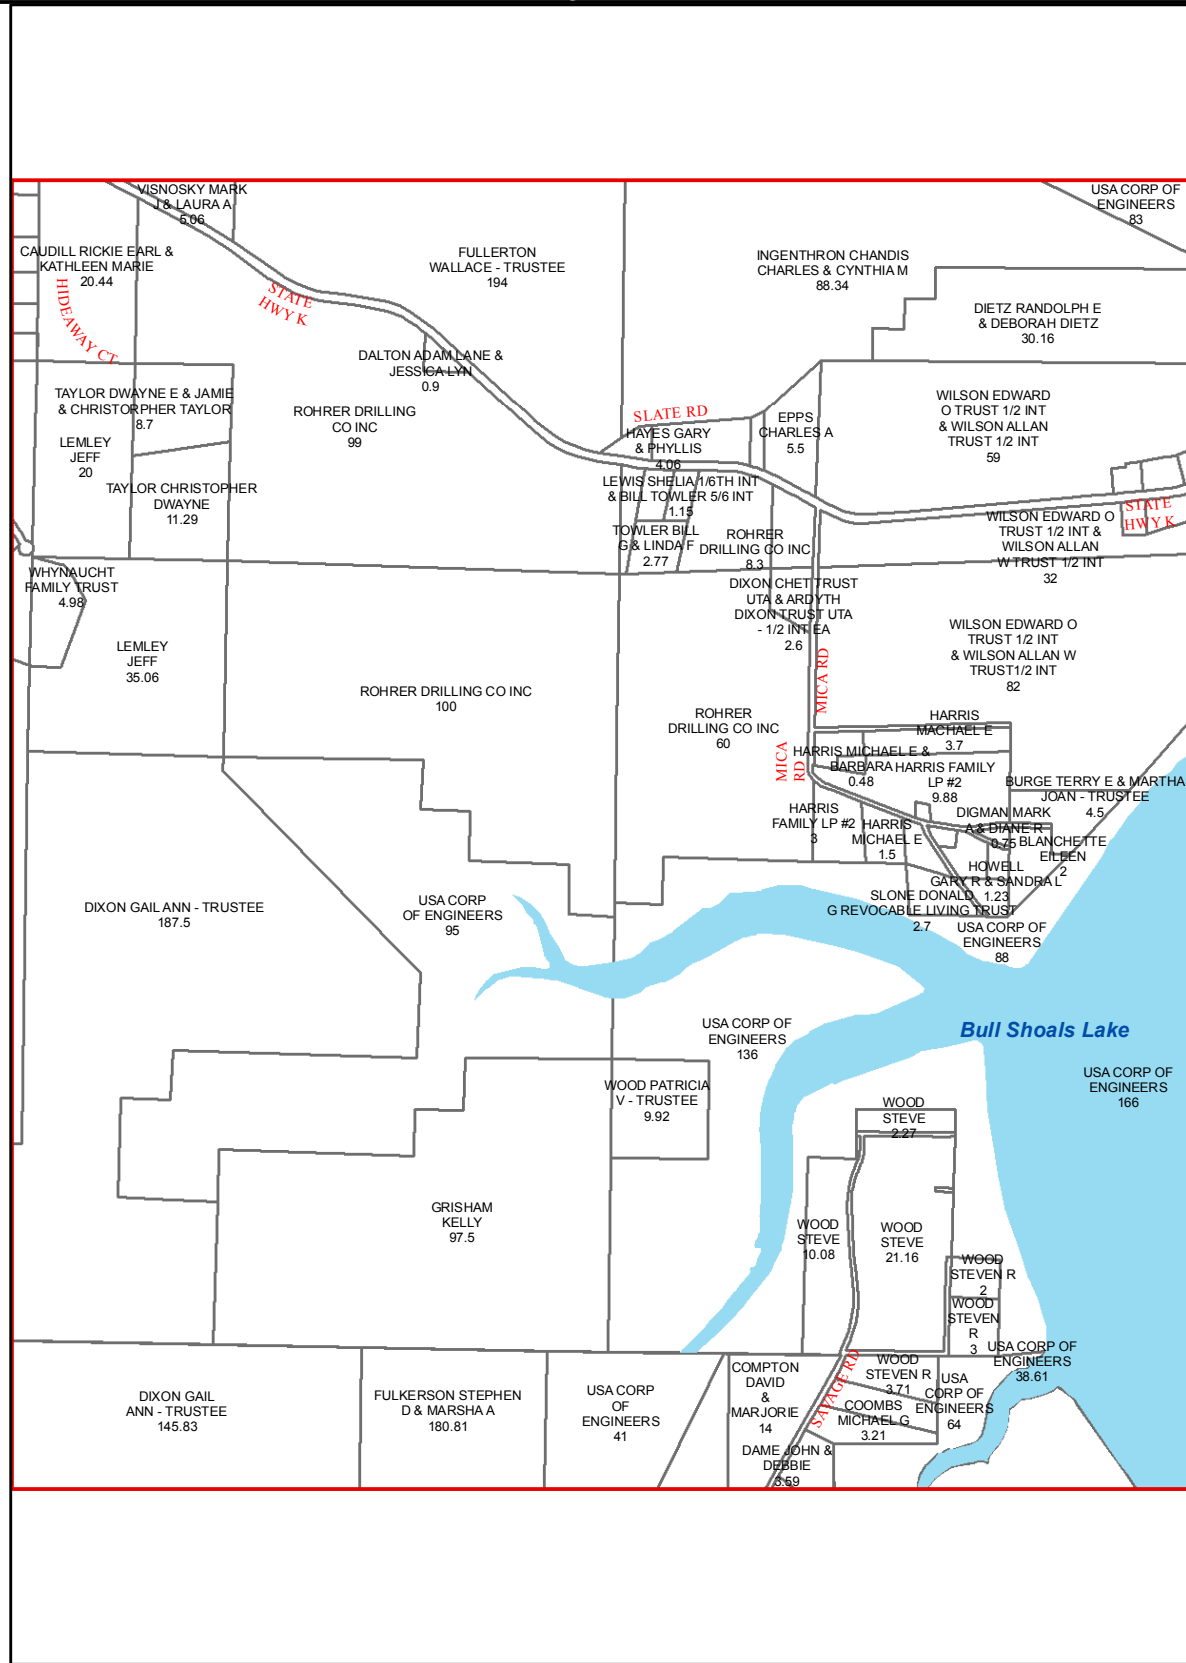 VISNOSKY MARK
J & LAURA A
5.06
USA CORP OF
ENGINEERS
83
CAUDILL RICKIE EARL &
KATHLEEN MARIE
20.44
FULLERTON
WALLACE - TRUSTEE
194
INGENTHRON CHANDIS
CHARLES & CYNTHIA M
88.34
HIDEAWAY CT
STATE
HWY K
DIETZ RANDOLPH E
& DEBORAH DIETZ
30.16
DALTON ADAM LANE &
JESSICA LYN
0.9
TAYLOR DWAYNE E & JAMIE
& CHRISTORPHER TAYLOR
8.7
ROHRER DRILLING
CO INC
99
SLATE RD
EPPS
CHARLES A
5.5
WILSON EDWARD
O TRUST 1/2 INT
& WILSON ALLAN
TRUST 1/2 INT
59
LEMLEY
JEFF
20
HAYES GARY
& PHYLLIS
4.06
TAYLOR CHRISTOPHER
DWAYNE
11.29
LEWIS SHELIA 1/6TH INT
& BILL TOWLER 5/6 INT
1.15
STATE
HWY K
TOWLER BILL
G & LINDA F
2.77
ROHRER
DRILLING CO INC
8.3
WILSON EDWARD O
TRUST 1/2 INT &
WILSON ALLAN
W TRUST 1/2 INT
32
WHYNAUCHT
FAMILY TRUST
4.98
DIXON CHET TRUST
UTA & ARDYTH
DIXON TRUST UTA
- 1/2 INT EA
2.6
LEMLEY
JEFF
35.06
WILSON EDWARD O
TRUST 1/2 INT
& WILSON ALLAN W
TRUST1/2 INT
82
MICA RD
ROHRER DRILLING CO INC
100
ROHRER
DRILLING CO INC
60
HARRIS
MACHAEL E
3.7
MICA
RD
HARRIS MICHAEL E &
BARBARA
0.48
HARRIS FAMILY
LP #2
9.88
BURGE TERRY E & MARTHA
JOAN - TRUSTEE
4.5
HARRIS
FAMILY LP #2
3
HARRIS
MICHAEL E
1.5
DIGMAN MARK
A & DIANE R
0.75
BLANCHETTE
EILEEN
2
HOWELL
GARY R & SANDRA L
1.23
SLONE DONALD
G REVOCABLE LIVING TRUST
2.7
DIXON GAIL ANN - TRUSTEE
187.5
USA CORP
OF ENGINEERS
95
USA CORP OF
ENGINEERS
88
USA CORP OF
ENGINEERS
136
Bull Shoals Lake
USA CORP OF
ENGINEERS
166
WOOD PATRICIA
V - TRUSTEE
9.92
WOOD
STEVE
2.27
GRISHAM
KELLY
97.5
WOOD
STEVE
10.08
WOOD
STEVE
21.16
WOOD
STEVEN R
2
WOOD
STEVEN
R
3
USA CORP OF
ENGINEERS
38.61
DIXON GAIL
ANN - TRUSTEE
145.83
FULKERSON STEPHEN
D & MARSHA A
180.81
USA CORP
OF
ENGINEERS
41
COMPTON
DAVID
&
MARJORIE
14
SAVAGE RD
WOOD
STEVEN R
3.71
USA
CORP OF
ENGINEERS
64
COOMBS
MICHAEL G
3.21
DAME JOHN &
DEBBIE
3.59